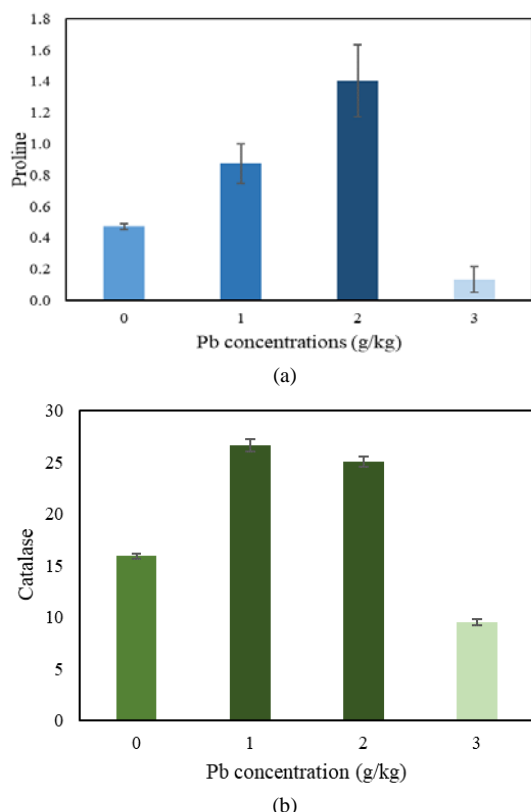 1.8
1.6
1.4
1.2
1.0
0.8
0.6
0.4
0.2
0.0
Proline
0 1 2 3
Pb concentrations (g/kg)
(a)
30
25
20
15
10
5
0
Catalase
0 1 2 3
Pb concentration (g/kg)
(b)